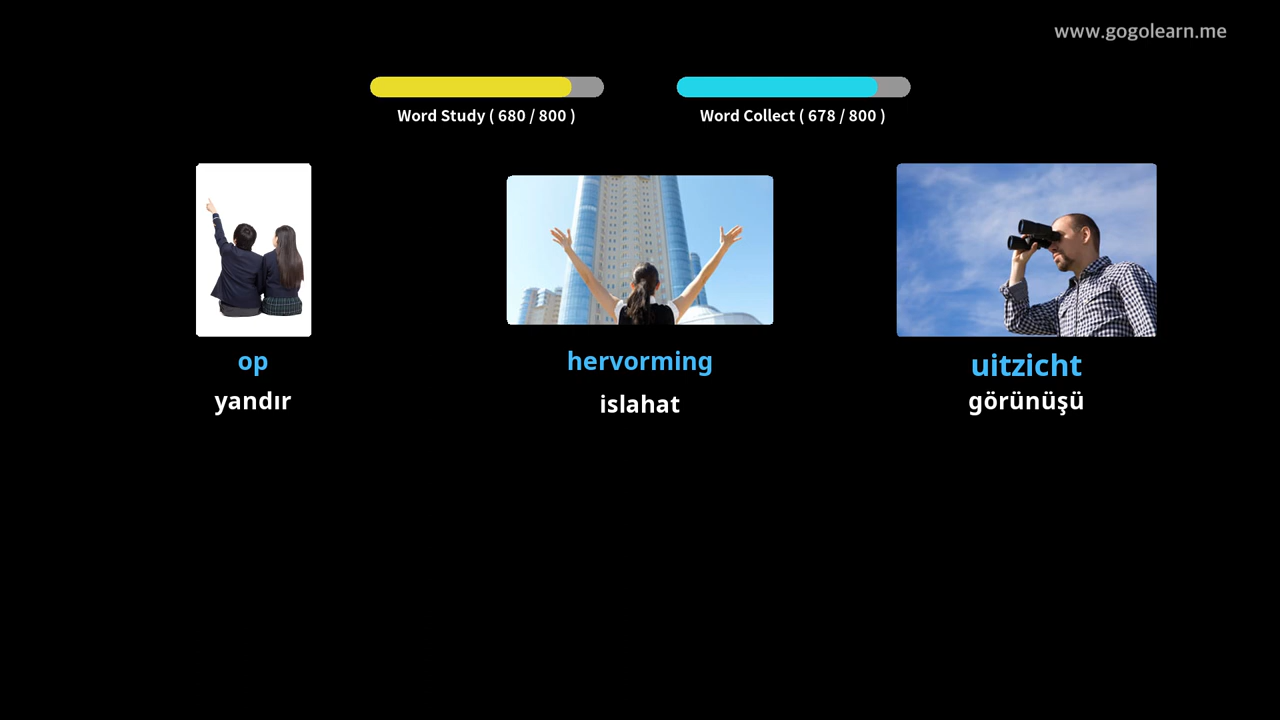 www.gogolearn.me
Word Study ( 680 / 800 )
Word Collect ( 678 / 800 )
op
yandır
hervorming
islahat
uitzicht
görünüşü